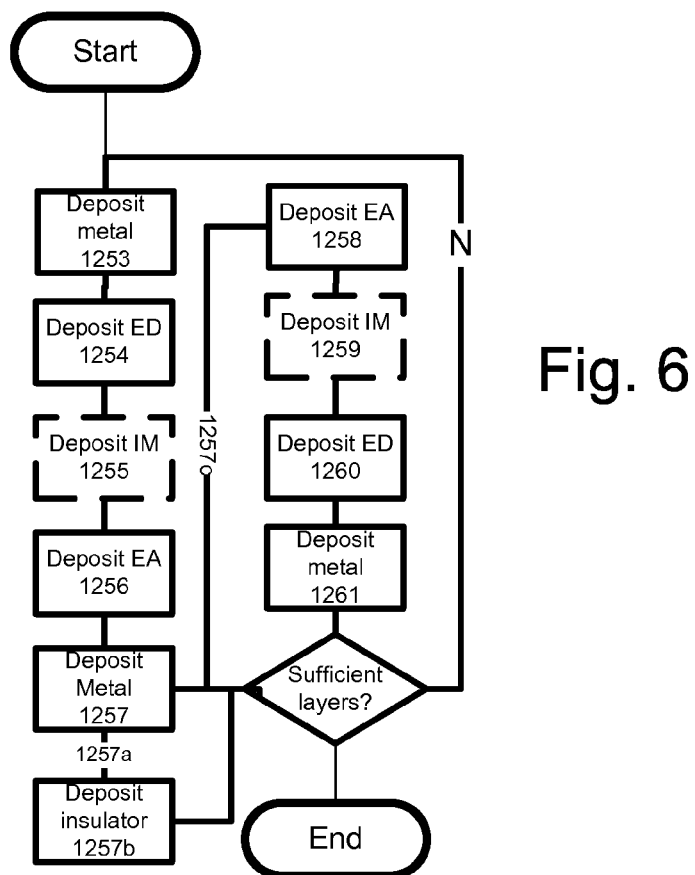 Start
Deposit
metal
1253
Deposit ED
1254
Deposit IM
1255
Deposit EA
1256
Deposit
Metal
1257
1257a
Deposit
insulator
1257b
1257c
Deposit EA
1258
Deposit IM
1259
Deposit ED
1260
Deposit
metal
1261
Sufficient
layers?
End
N
Fig. 6